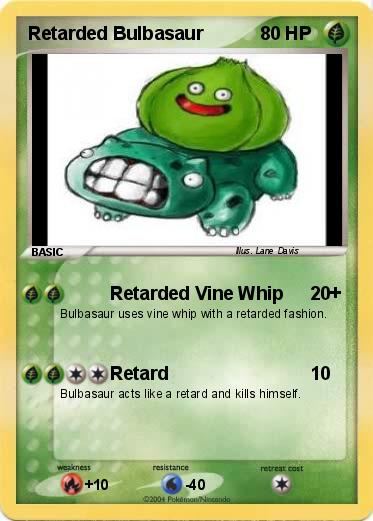 Retarded Bulbasaur 80 HP
BASIC Illus. Lane Davis
Retarded Vine Whip 20+
Bulbasaur uses vine whip with a retarded fashion.
Retard 10
Bulbasaur acts like a retard and kills himself.
weakness resistance retreat cost
+10 -40
©2004 Pokémon/Nintendo